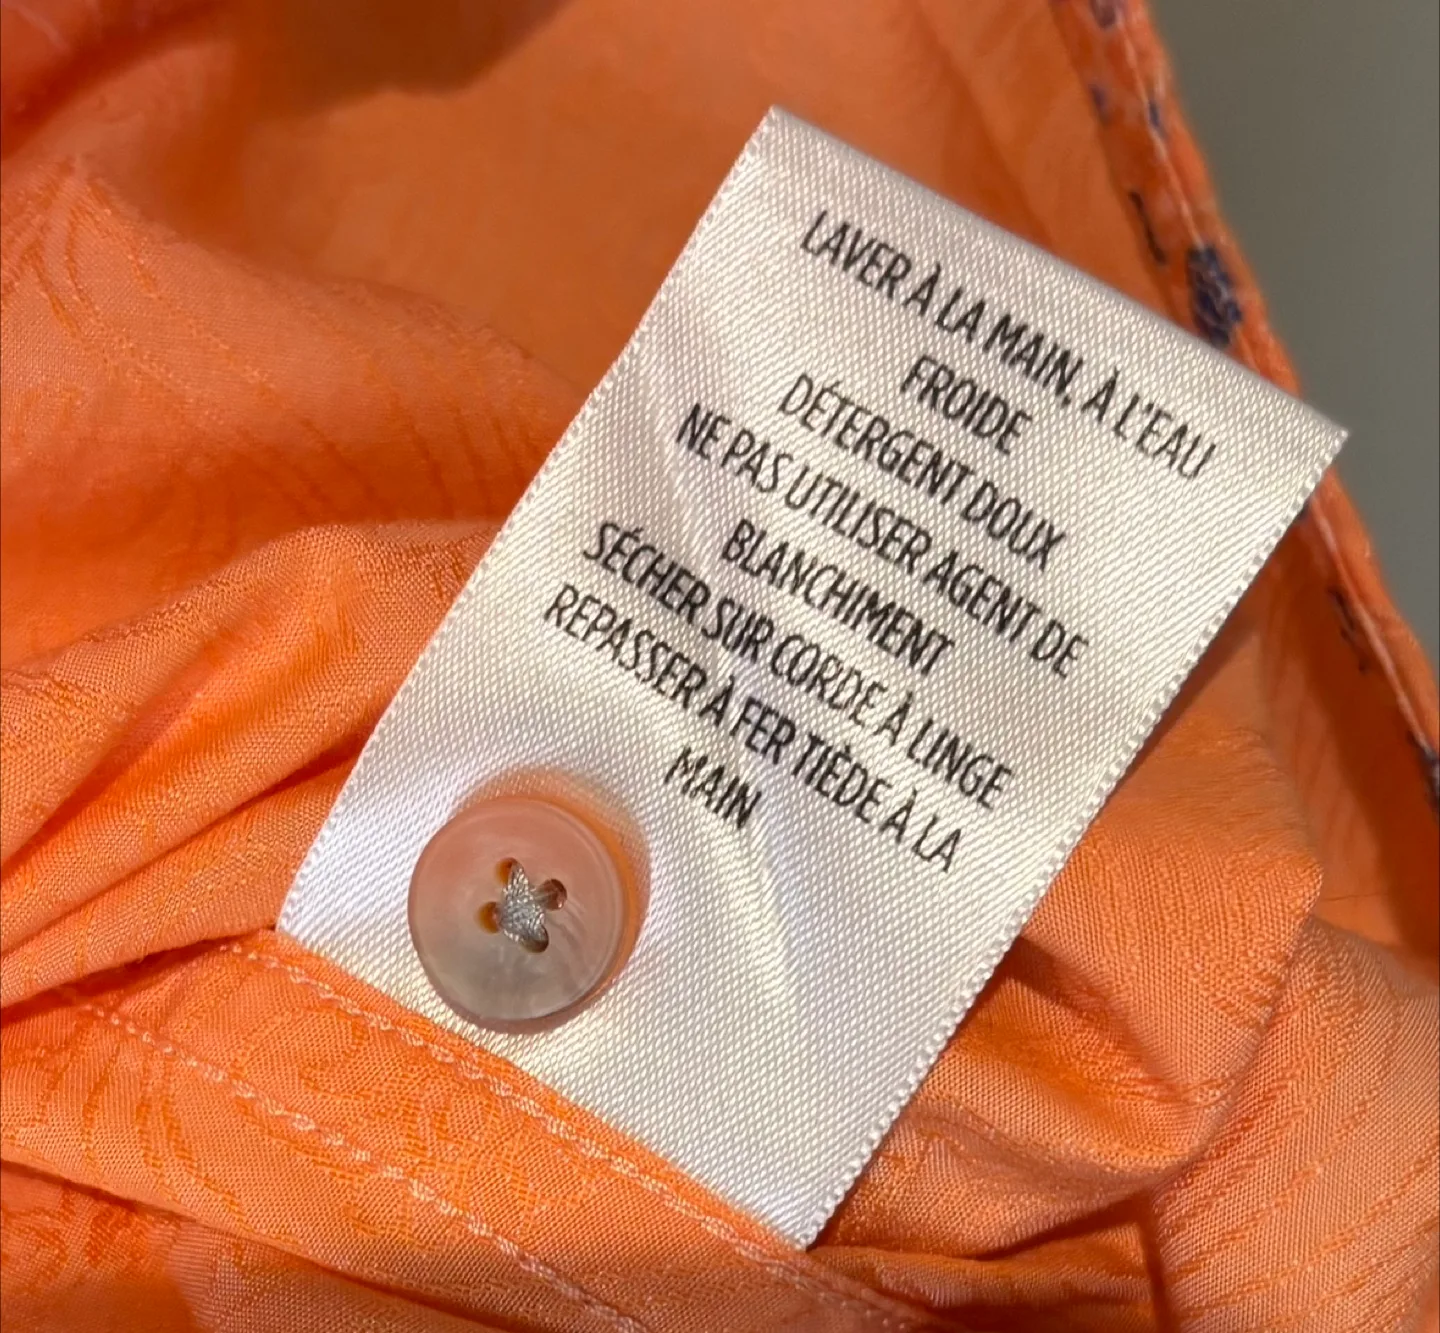 LAVER À LA MAIN, À L'EAU
FROIDE
DÉTERGENT DOUX
NE PAS UTILISER AGENT DE
BLANCHIMENT
SÉCHER SUR CORDE À LINGE
REPASSER À FER TIÈDE À LA
MAIN